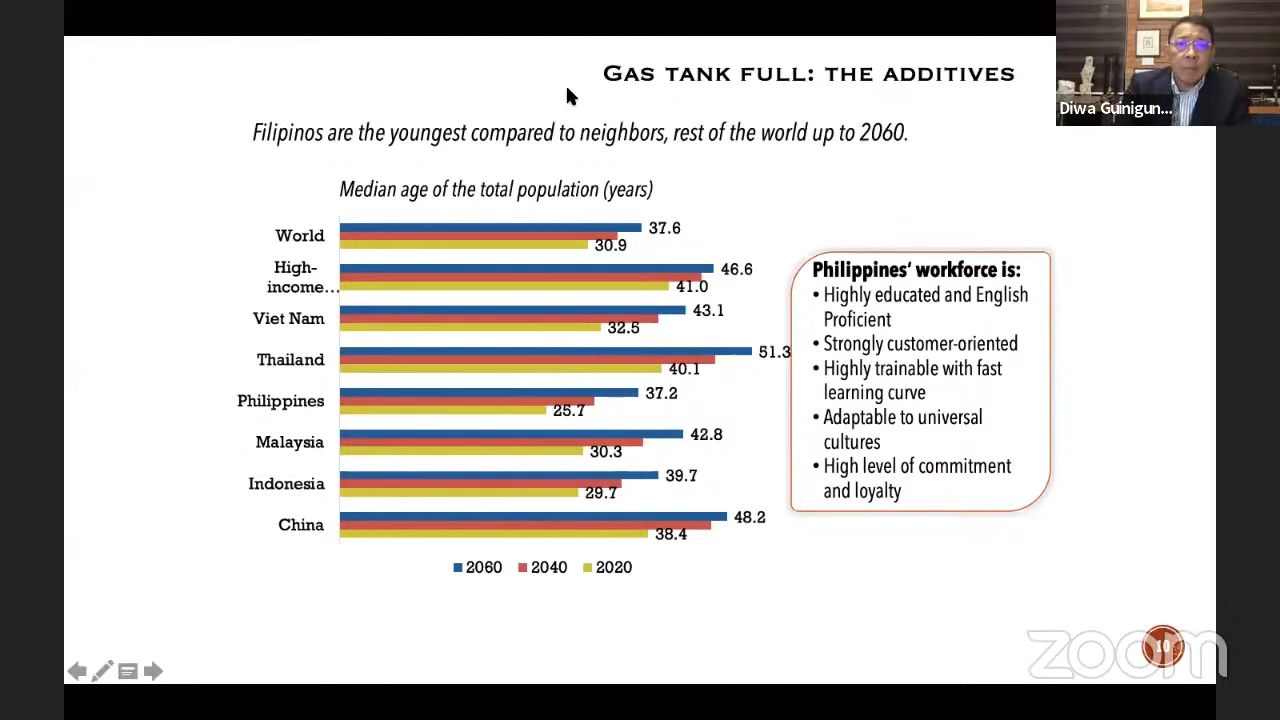 GAS TANK FULL: THE ADDITIVES
Diwa Guinigun...
Filipinos are the youngest compared to neighbors, rest of the world up to 2060.
Median age of the total population (years)
World
37.6
30.9
High-
income...
46.6
41.0
Viet Nam
43.1
32.5
Thailand
51.3
40.1
Philippines
37.2
25.7
Malaysia
42.8
30.3
Indonesia
39.7
29.7
China
48.2
38.4
2060 2040 2020
Philippines' workforce is:
• Highly educated and English
Proficient
• Strongly customer-oriented
• Highly trainable with fast
learning curve
• Adaptable to universal
cultures
• High level of commitment
and loyalty
10
zoom